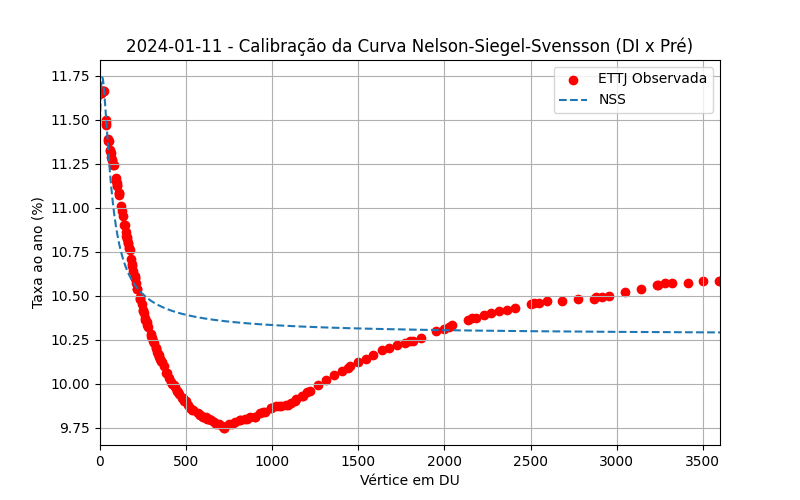 2024-01-11 - Calibração da Curva Nelson-Siegel-Svensson (DI x Pré)
ETTJ Observada
NSS
Taxa ao ano (%)
11.75
11.50
11.25
11.00
10.75
10.50
10.25
10.00
9.75
0 500 1000 1500 2000 2500 3000 3500
Vértice em DU